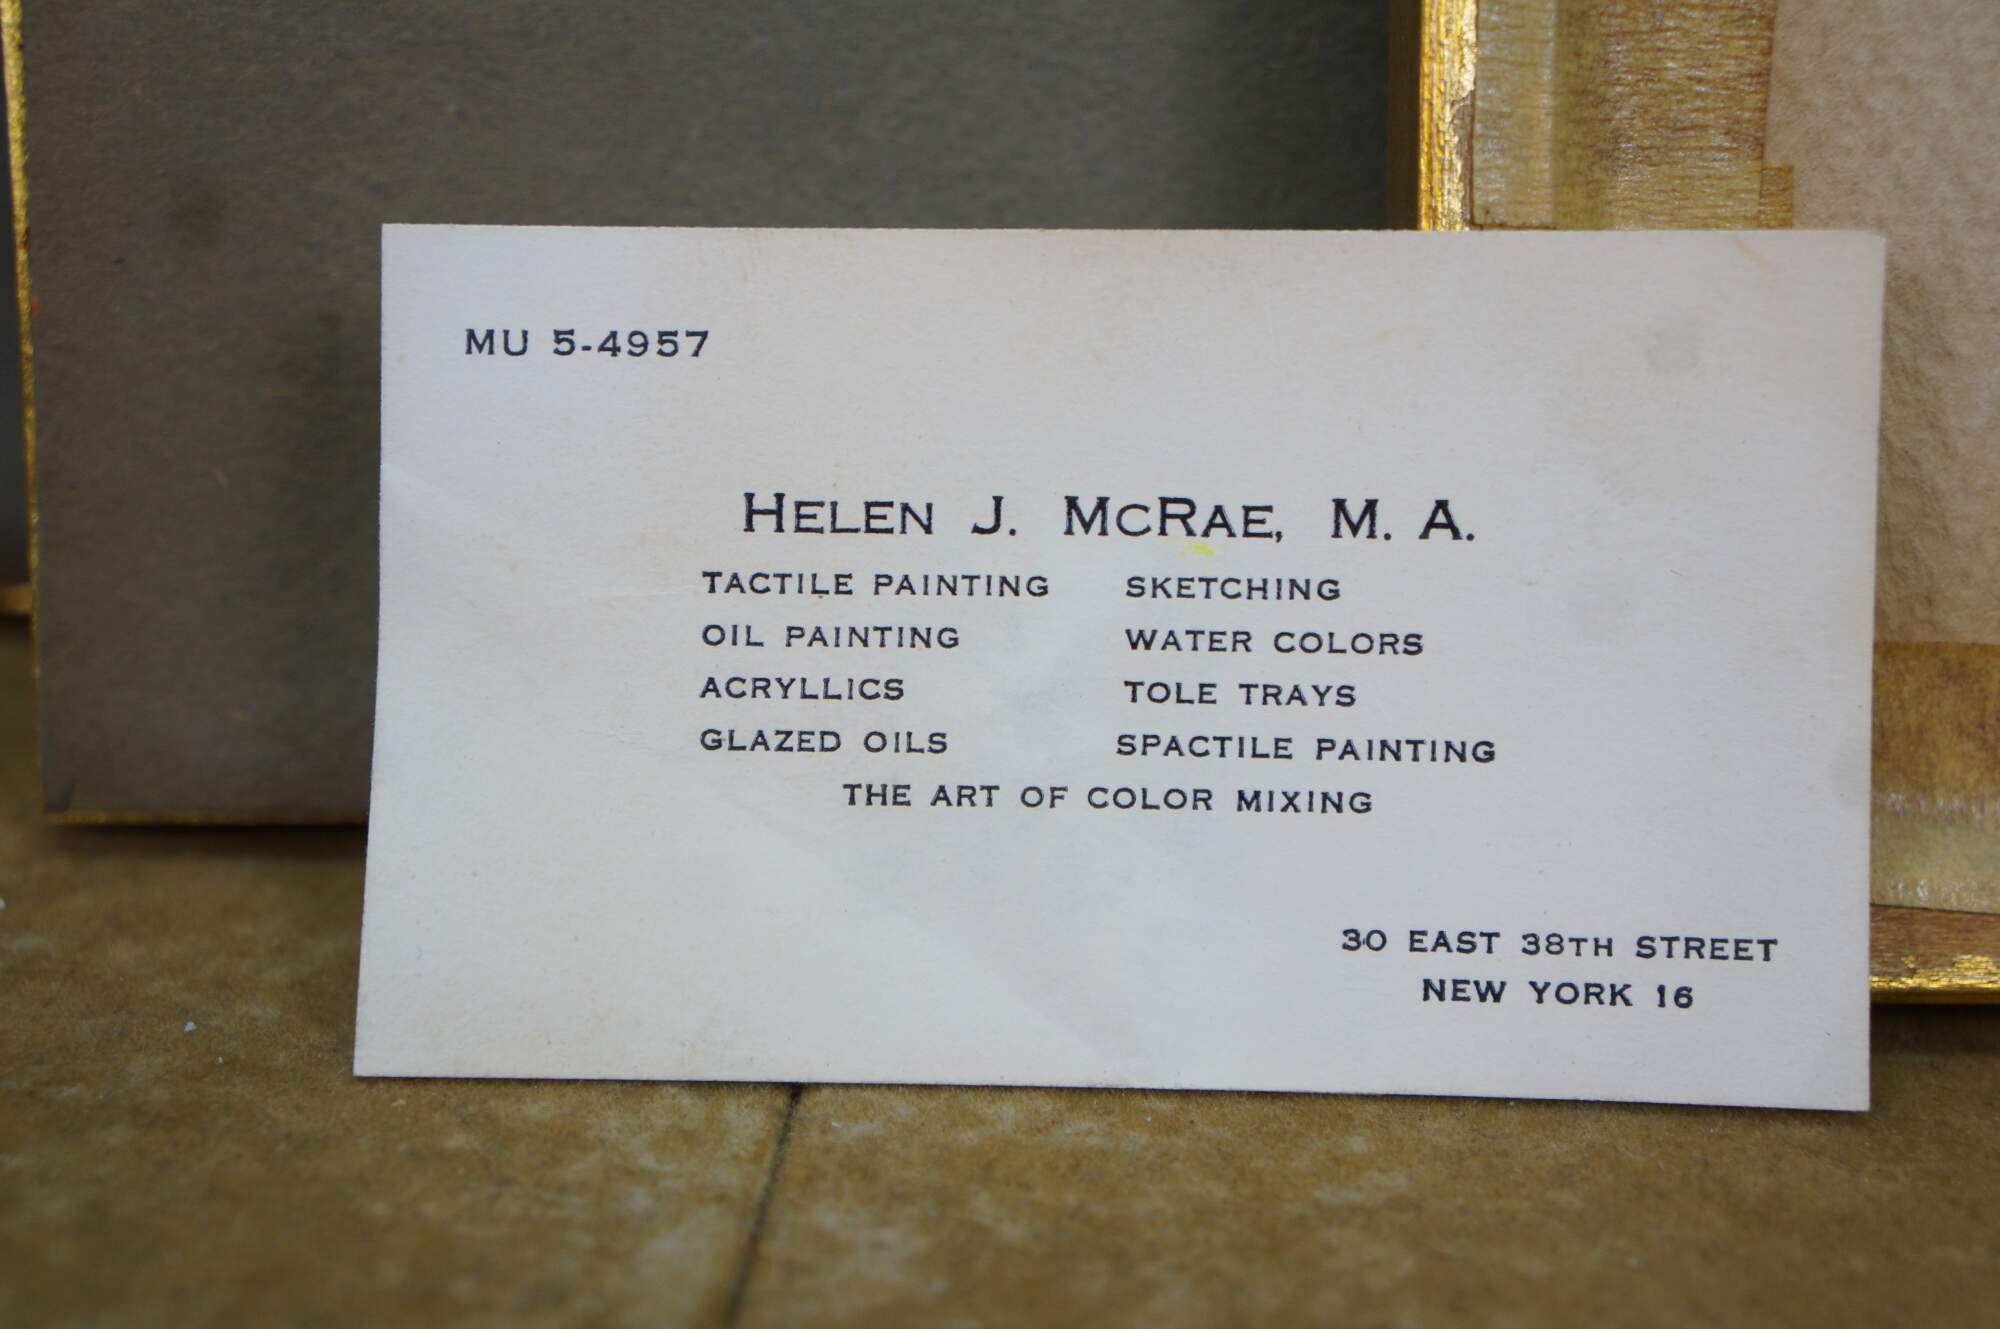 MU 5-4957
HELEN J. MCRAE, M. A.
TACTILE PAINTING SKETCHING
OIL PAINTING WATER COLORS
ACRYLLICS TOLE TRAYS
GLAZED OILS SPACTILE PAINTING
THE ART OF COLOR MIXING
30 EAST 38TH STREET
NEW YORK 16